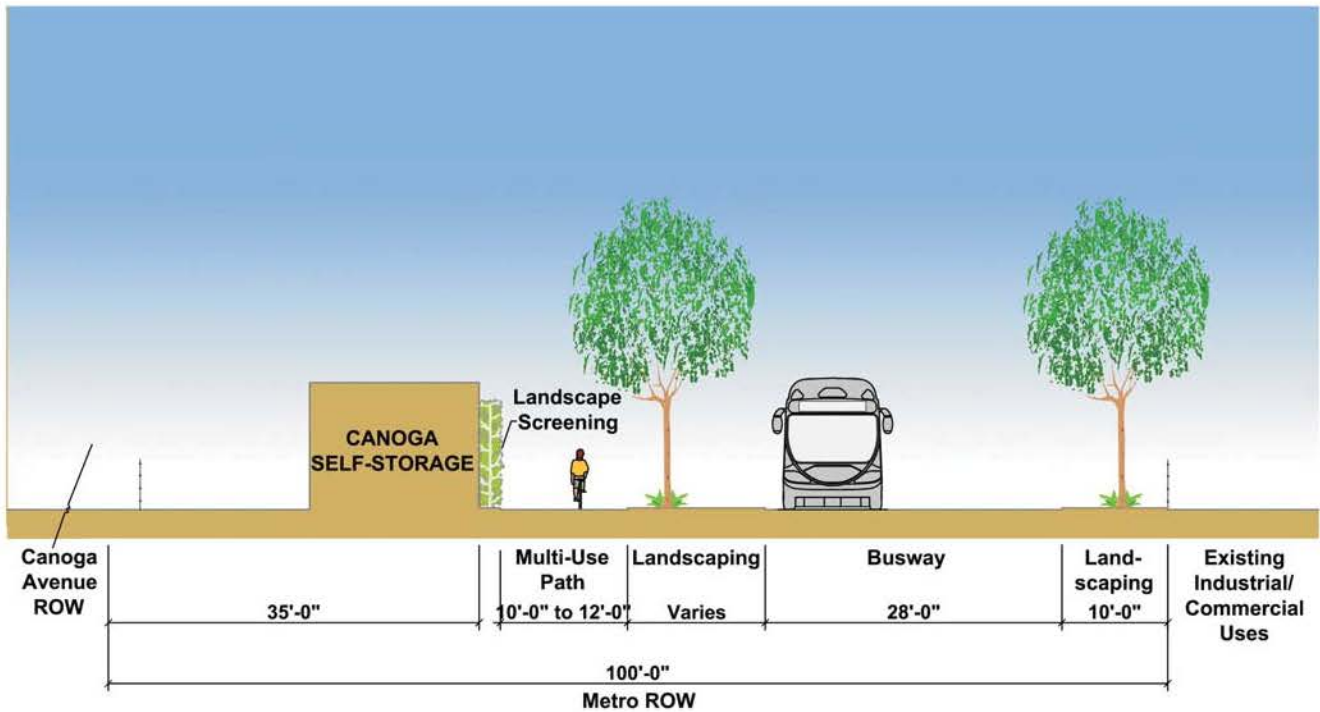 Landscape
Screening
CANOGA
SELF-STORAGE
Canoga
Avenue
ROW
35'-0"
Multi-Use
Path
10'-0" to 12'-0"
Landscaping
Varies
Busway
28'-0"
Land-
scaping
10'-0"
Existing
Industrial/
Commercial
Uses
100'-0"
Metro ROW